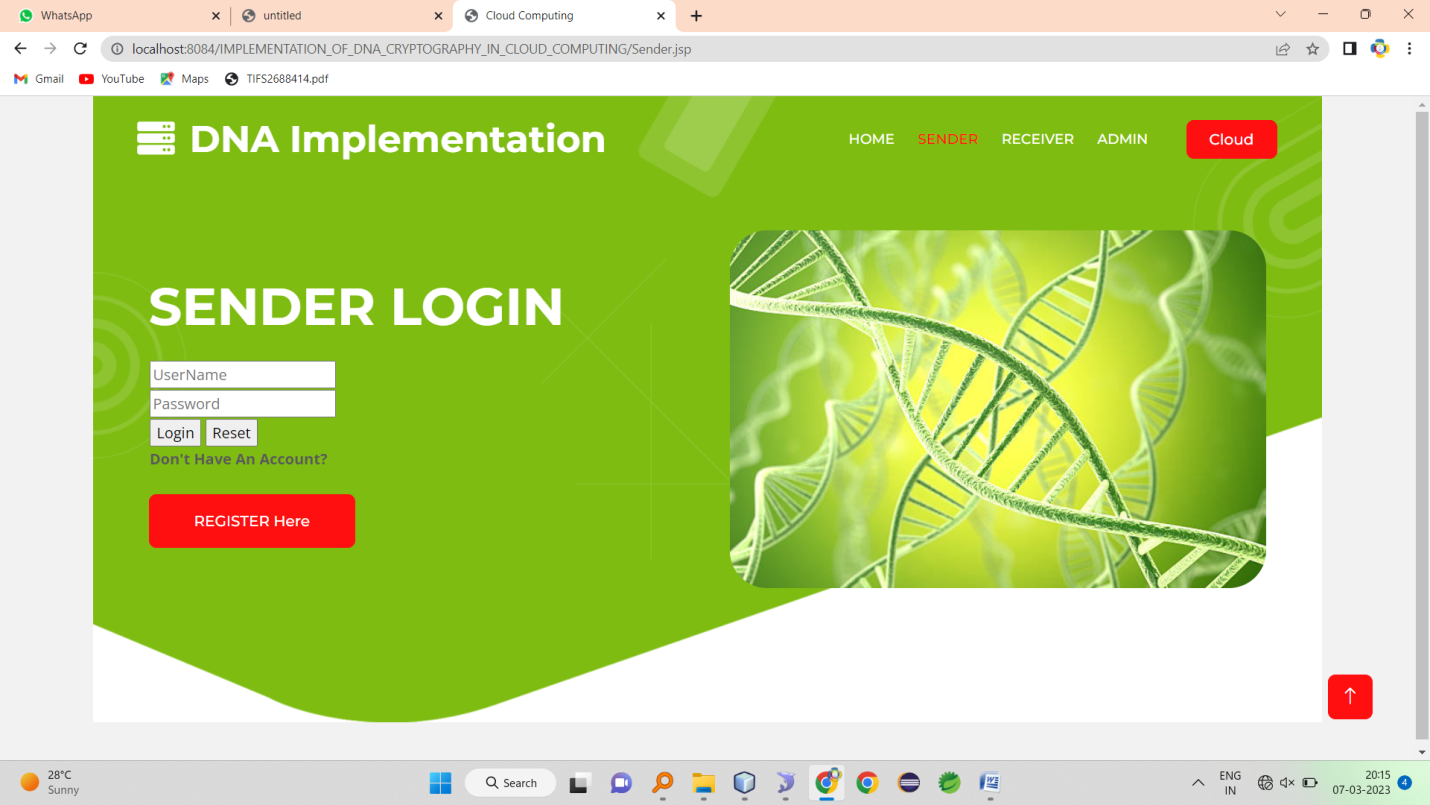 WhatsApp
untitled
Cloud Computing
localhost:8084/IMPLEMENTATION_OF_DNA_CRYPTOGRAPHY_IN_CLOUD_COMPUTING/Sender.jsp
Gmail
YouTube
Maps
TIFS2688414.pdf
DNA Implementation
HOME
SENDER
RECEIVER
ADMIN
Cloud
SENDER LOGIN
UserName
Password
Login
Reset
Don't Have An Account?
REGISTER Here
28°C
Sunny
Search
ENG
IN
20:15
07-03-2023
4